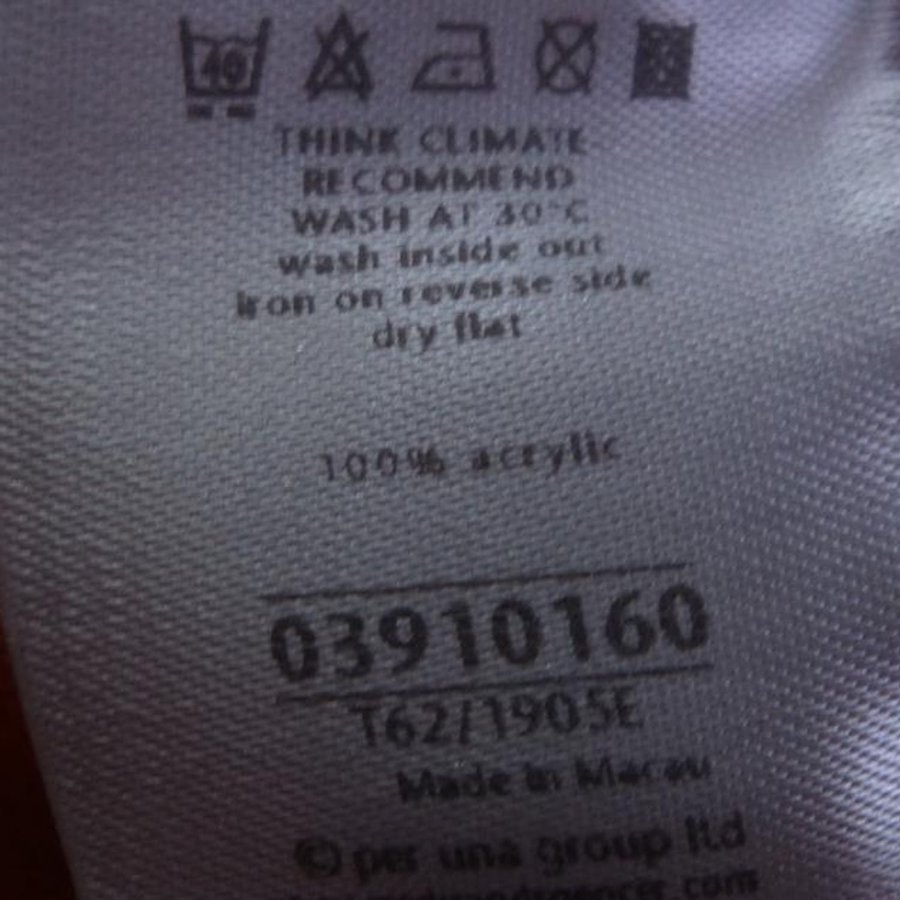 40
THINK CLIMATE
RECOMMEND
WASH AT 30°C
wash inside out
iron on reverse side
dry flat
100% acrylic
03910160
T62/1905E
Made in Macau
© per una group ltd